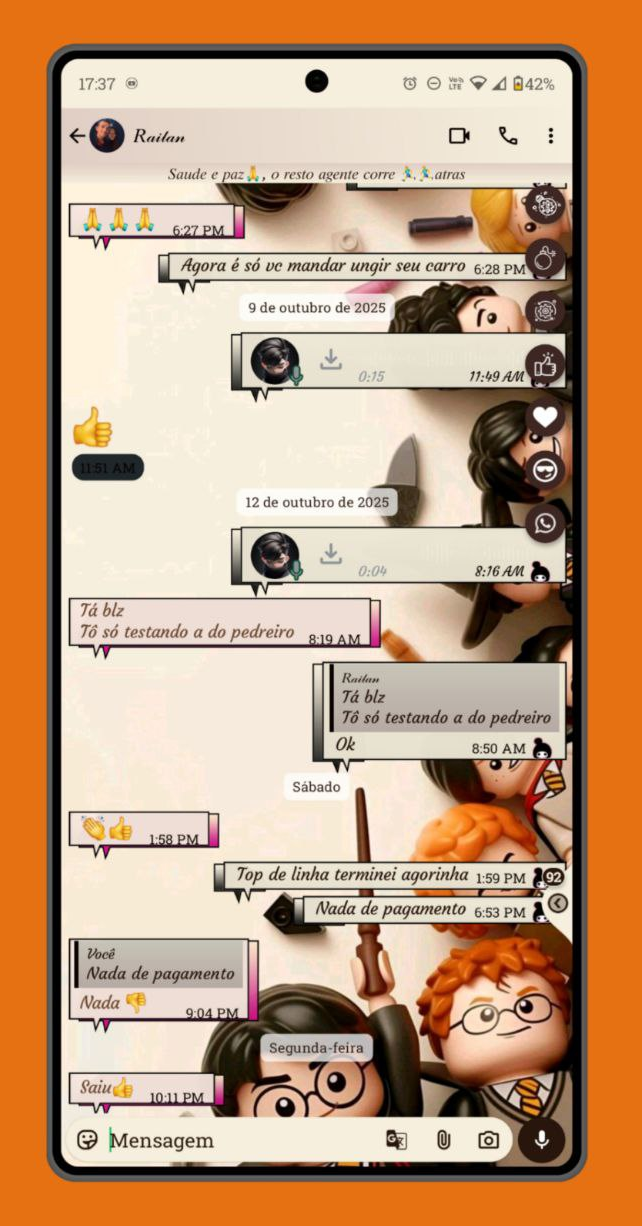 17:37
Vo))
LTE
42%
Railan
Saude e paz🙏, o resto agente corre 🏃🏃.atras
🙏🙏🙏 6:27 PM
Agora é só vc mandar ungir seu carro 6:28 PM
9 de outubro de 2025
0:15 11:49 AM
👍
11:51 AM
12 de outubro de 2025
0:04 8:16 AM
Tá blz
Tô só testando a do pedreiro 8:19 AM
Railan
Tá blz
Tô só testando a do pedreiro
Ok 8:50 AM
Sábado
👏👍 1:58 PM
Top de linha terminei agorinha 1:59 PM
92
Nada de pagamento 6:53 PM
Você
Nada de pagamento
Nada 👎
9:04 PM
Segunda-feira
Saiu👍 10:11 PM
Mensagem